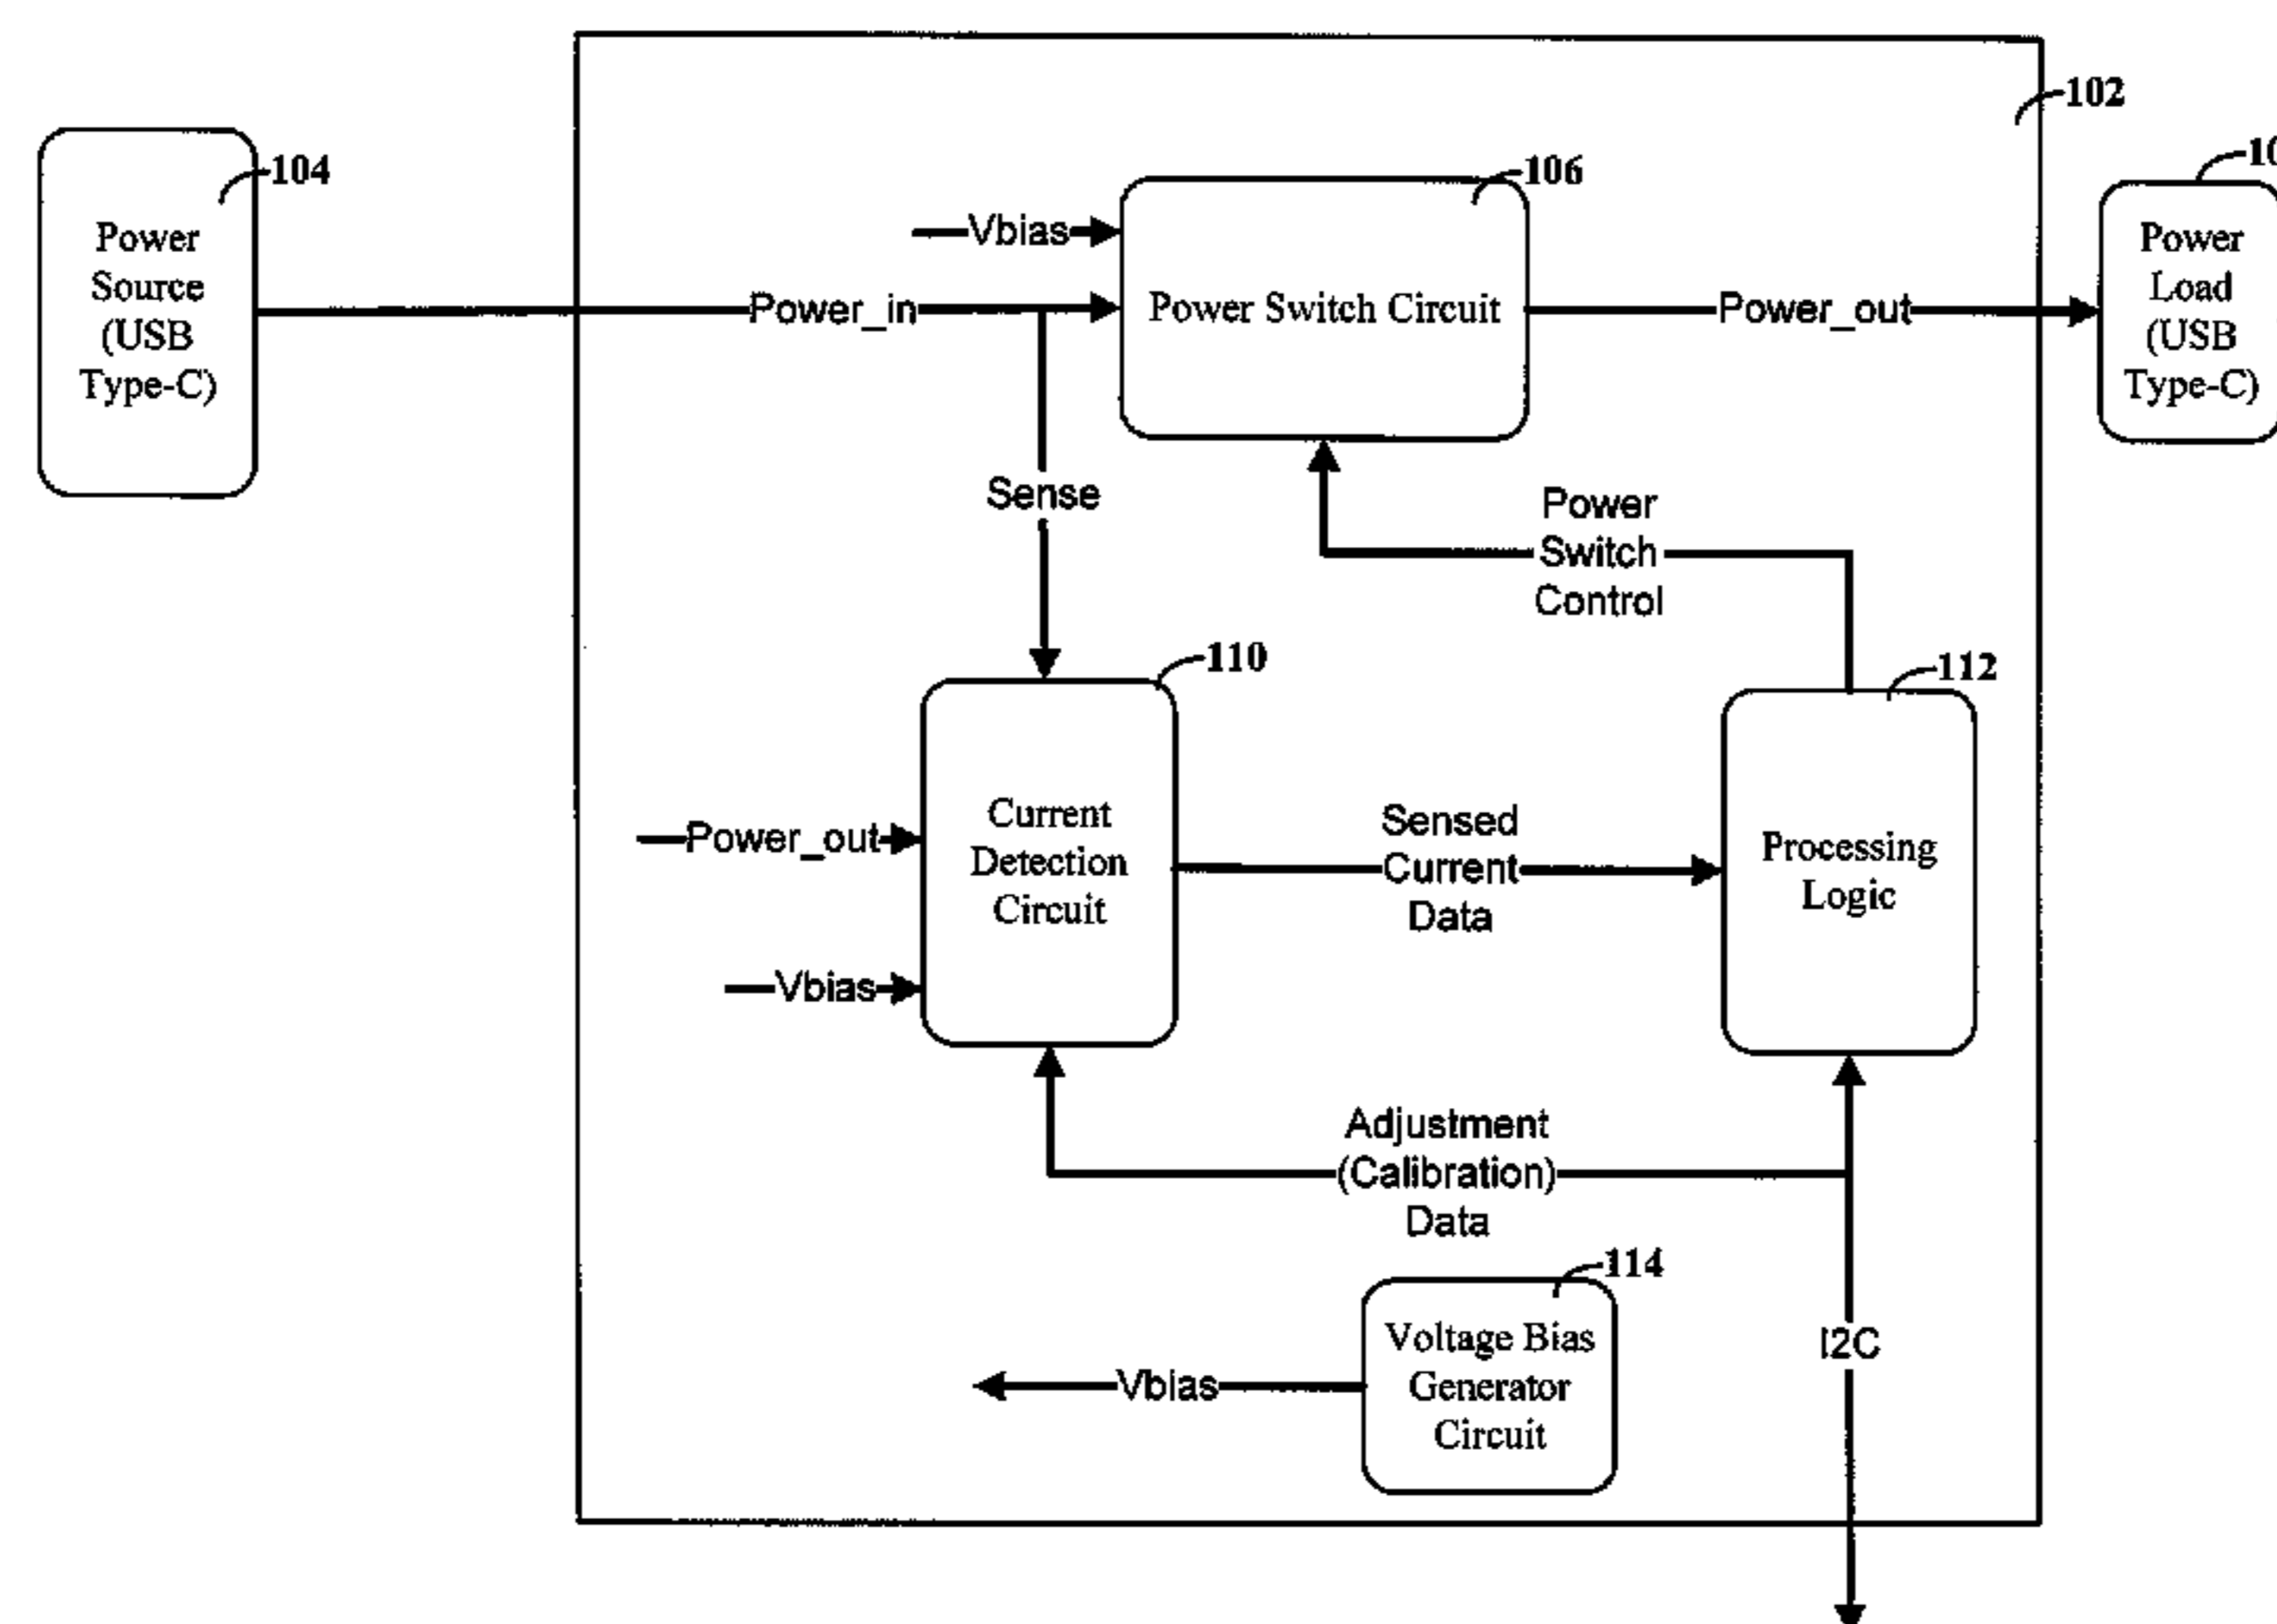 102
104
106
10
Power
Source
(USB
Type-C)
Vbias
Power_in
Power Switch Circuit
Power_out
Power
Load
(USB
Type-C)
Sense
Power
Switch
Control
110
112
Power_out
Vbias
Current
Detection
Circuit
Sensed
Current
Data
Processing
Logic
Adjustment
(Calibration)
Data
114
Voltage Bias
Generator
Circuit
Vbias
I2C